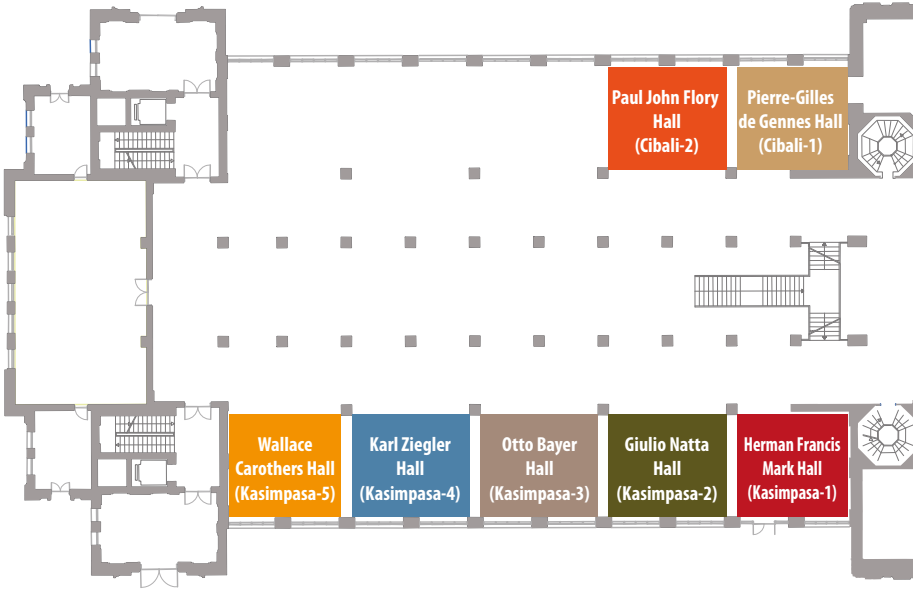 Paul John Flory
Hall
(Cibali-2)
Pierre-Gilles
de Gennes Hall
(Cibali-1)
Wallace
Carothers Hall
(Kasimpasa-5)
Karl Ziegler
Hall
(Kasimpasa-4)
Otto Bayer
Hall
(Kasimpasa-3)
Giulio Natta
Hall
(Kasimpasa-2)
Herman Francis
Mark Hall
(Kasimpasa-1)